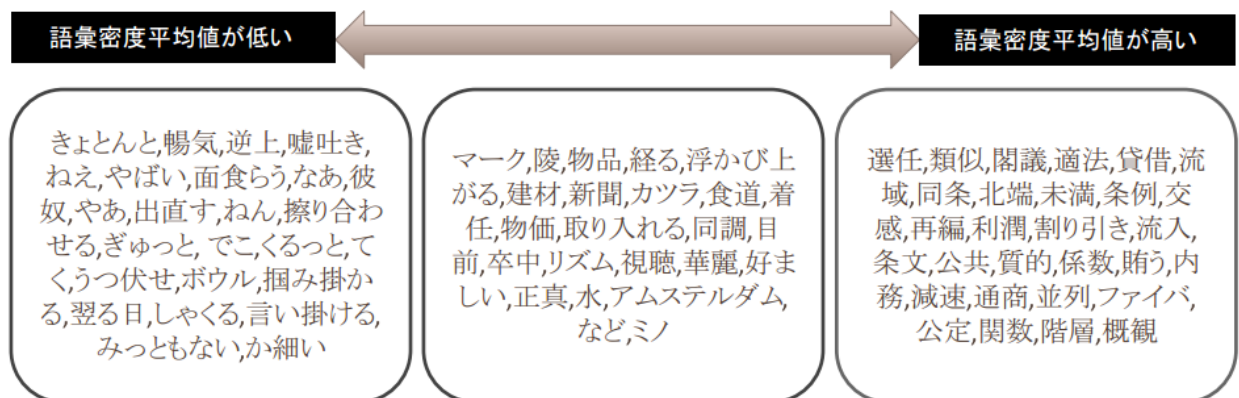 語彙密度平均値が低い
語彙密度平均値が高い
きょとんと,暢気,逆上,嘘吐き,
ねえ,やばい,面食らう,なあ,彼
奴,やあ,出直す,ねん,擦り合わ
せる,ぎゅっと, でこ,くるっと,て
くうつ伏せ,ボウル,掴み掛か
る,翌る日,しゃくる,言い掛ける,
みっともない,か細い
マーク,陵,物品,経る,浮かび上
がる,建材,新聞,カツラ,食道,着
任,物価,取り入れる,同調,目
前,卒中,リズム,視聴,華麗,好ま
しい,正真,水,アムステルダム,
など,ミノ
選任,類似,閣議,適法,貸借,流
域,同条,北端,未満,条例,交
感,再編,利潤,割り引き,流入,
条文,公共,質的,係数,賄う,内
務,減速,通商,並列,ファイバ,
公定,関数,階層,概観